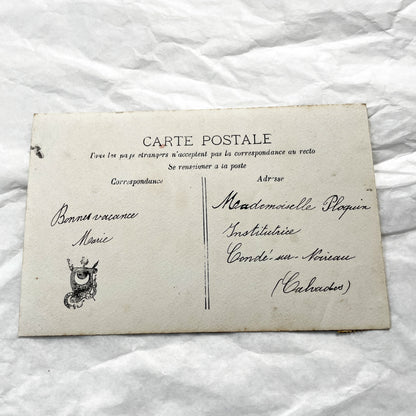 CARTE POSTALE
Tous les pays étrangers n'acceptent pas la correspondance au recto
Se renseigner a la poste
Correspondance
Adresse
Bonnes vacance
Marie
Mademoiselle Ploquin
Institutrice
Condé-sur-Noireau
(Calvados)